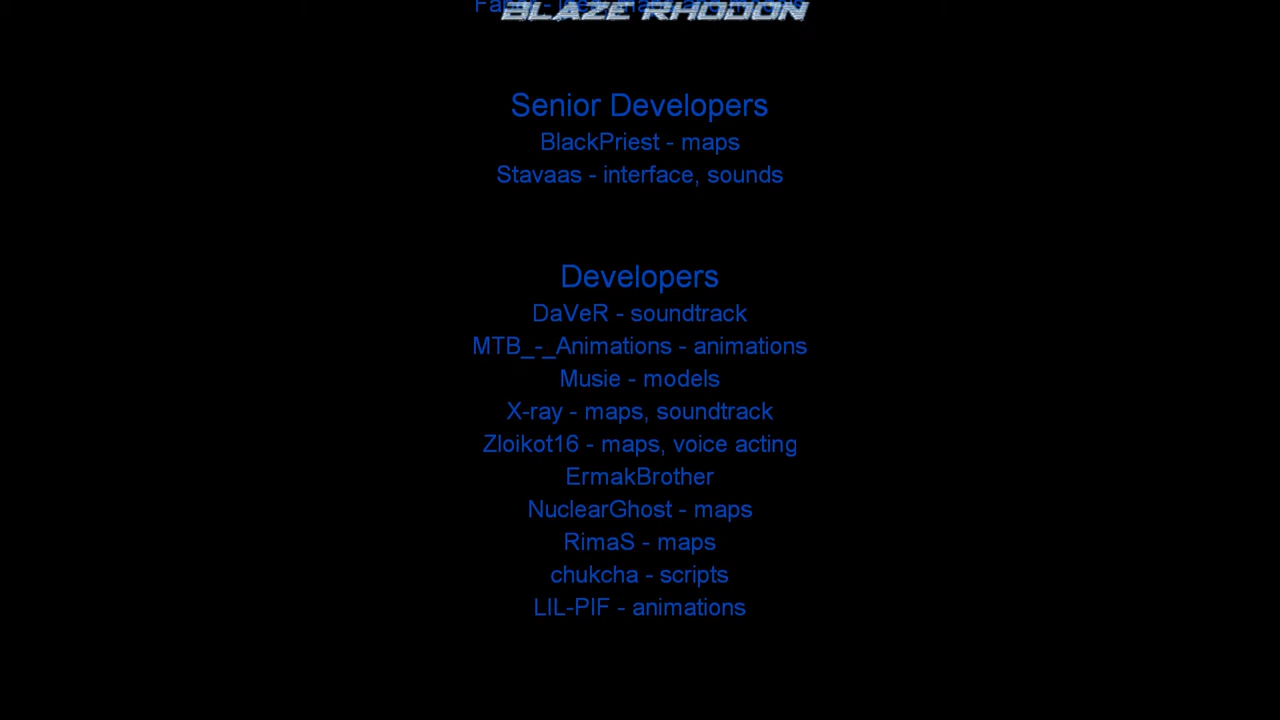 BLAZE RHODON
Senior Developers
BlackPriest - maps
Stavaas - interface, sounds
Developers
DaVeR - soundtrack
MTB_-_Animations - animations
Musie - models
X-ray - maps, soundtrack
Zloikot16 - maps, voice acting
ErmakBrother
NuclearGhost - maps
RimaS - maps
chukcha - scripts
LIL-PIF - animations